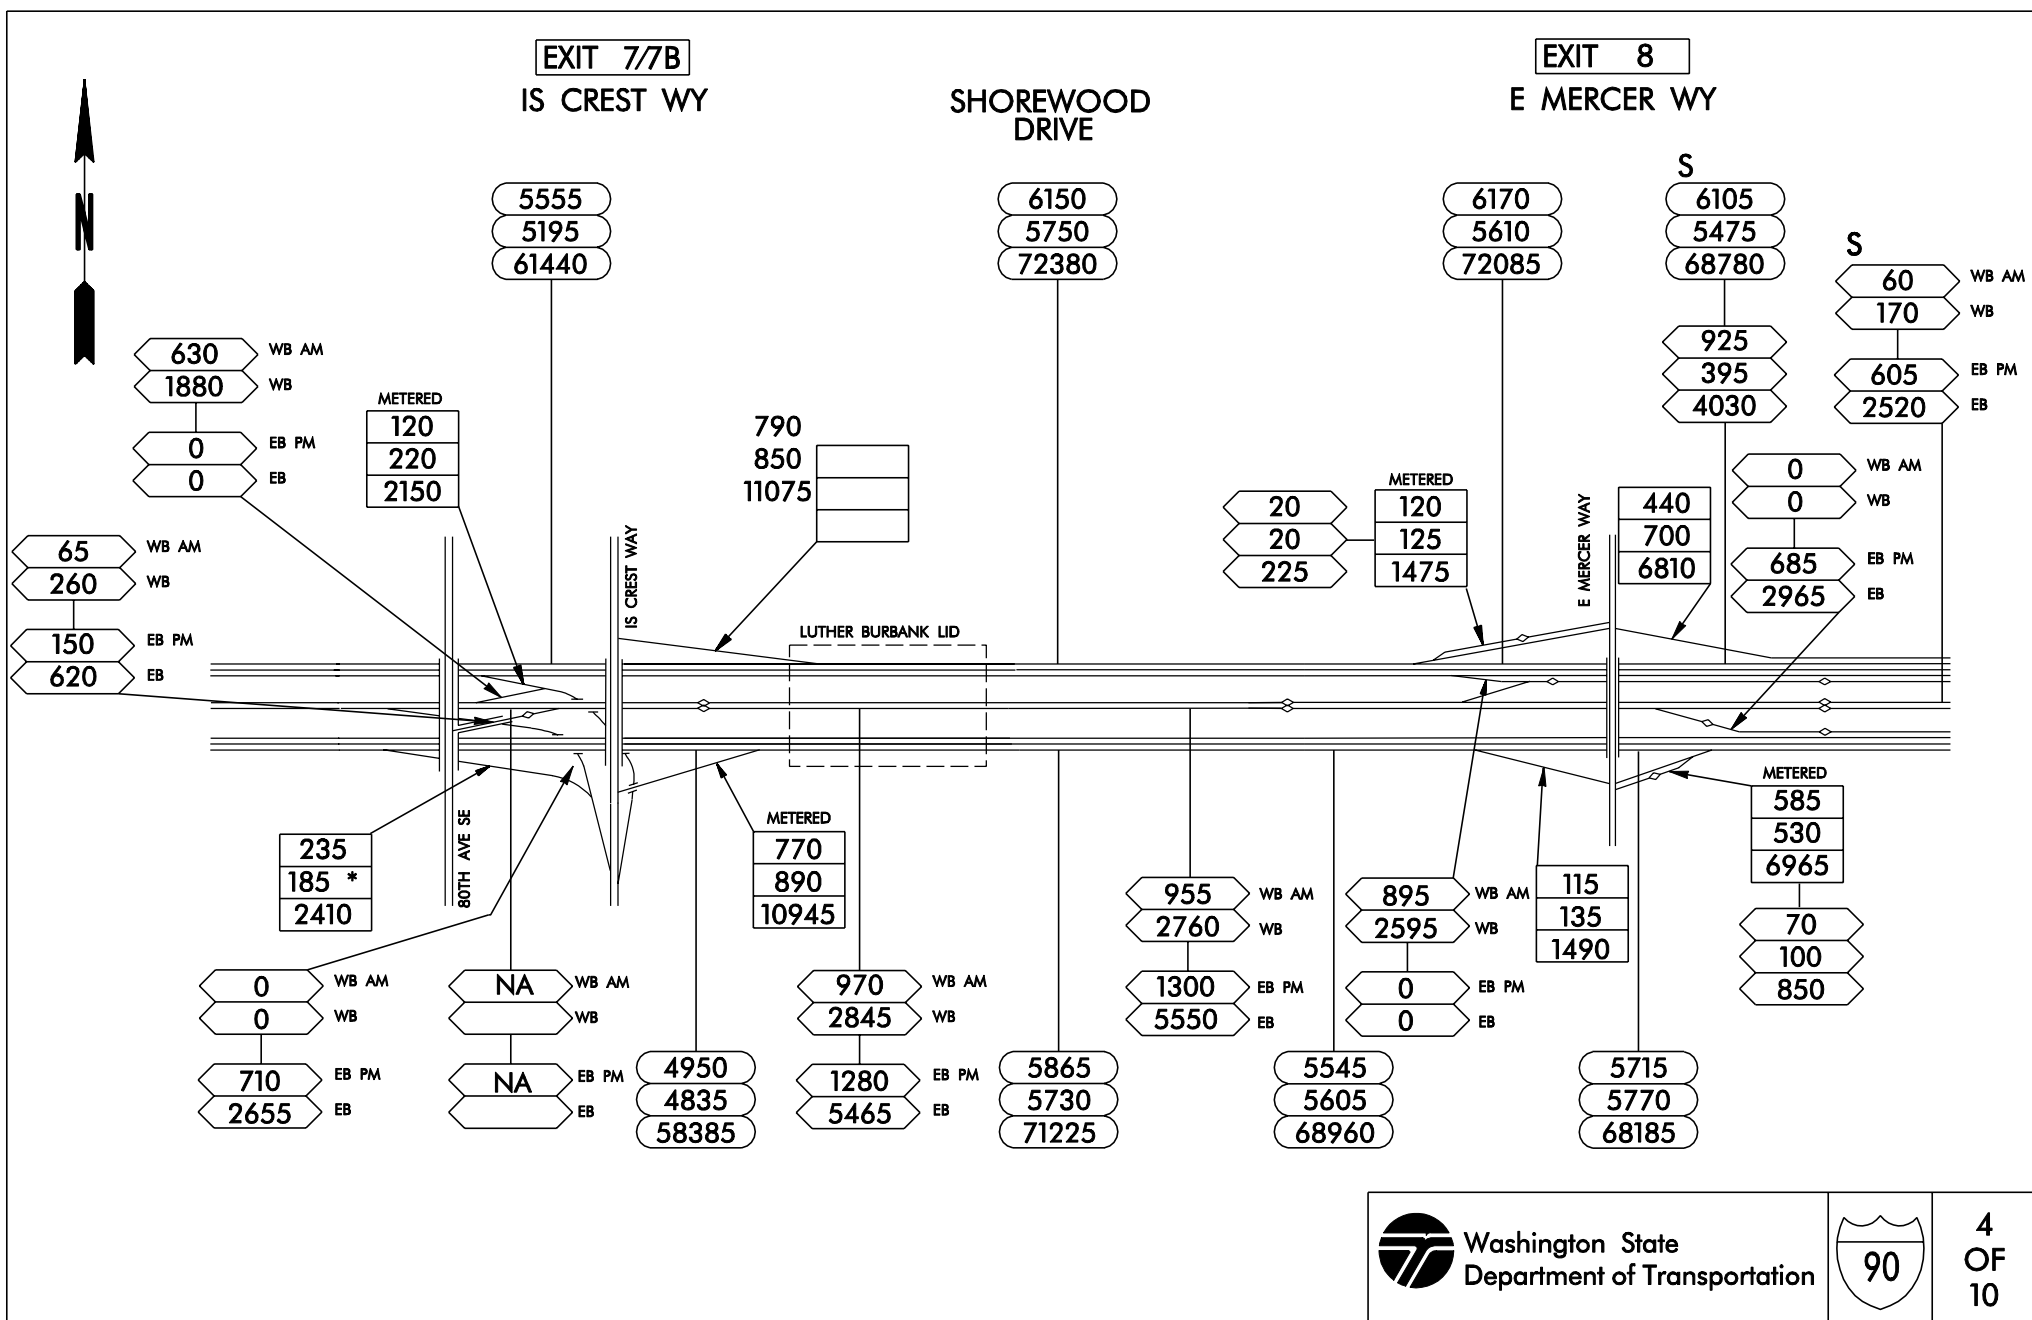 EXIT 7/7B
IS CREST WY
SHOREWOOD
DRIVE
EXIT 8
E MERCER WY
N
5555
5195
61440
6150
5750
72380
6170
5610
72085
S
6105
5475
68780
925
395
4030
S
60 WB AM
170 WB
605 EB PM
2520 EB
630 WB AM
1880 WB
0 EB PM
0 EB
METERED
120
220
2150
790
850
11075
65 WB AM
260 WB
150 EB PM
620 EB
IS CREST WAY
LUTHER BURBANK LID
20
20
225
METERED
120
125
1475
E MERCER WAY
440
700
6810
0 WB AM
0 WB
685 EB PM
2965 EB
235
185 *
2410
80TH AVE SE
METERED
770
890
10945
955 WB AM
2760 WB
1300 EB PM
5550 EB
895 WB AM
2595 WB
0 EB PM
0 EB
115
135
1490
METERED
585
530
6965
70
100
850
0 WB AM
0 WB
710 EB PM
2655 EB
NA WB AM
WB
NA EB PM
EB
4950
4835
58385
970 WB AM
2845 WB
1280 EB PM
5465 EB
5865
5730
71225
5545
5605
68960
5715
5770
68185
Washington State
Department of Transportation
90
4
OF
10